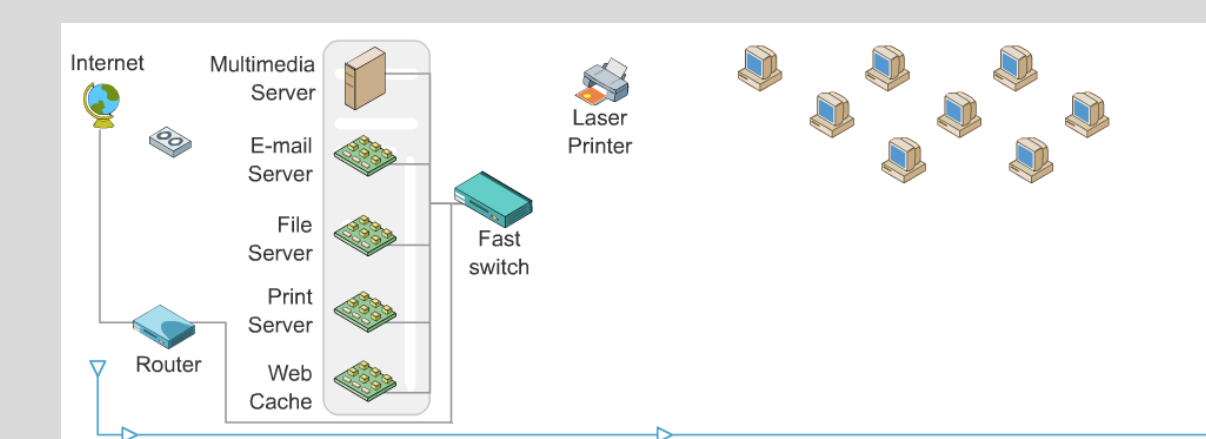 Internet
Multimedia
Server
E-mail
Server
File
Server
Print
Server
Web
Cache
Router
Fast
switch
Laser
Printer